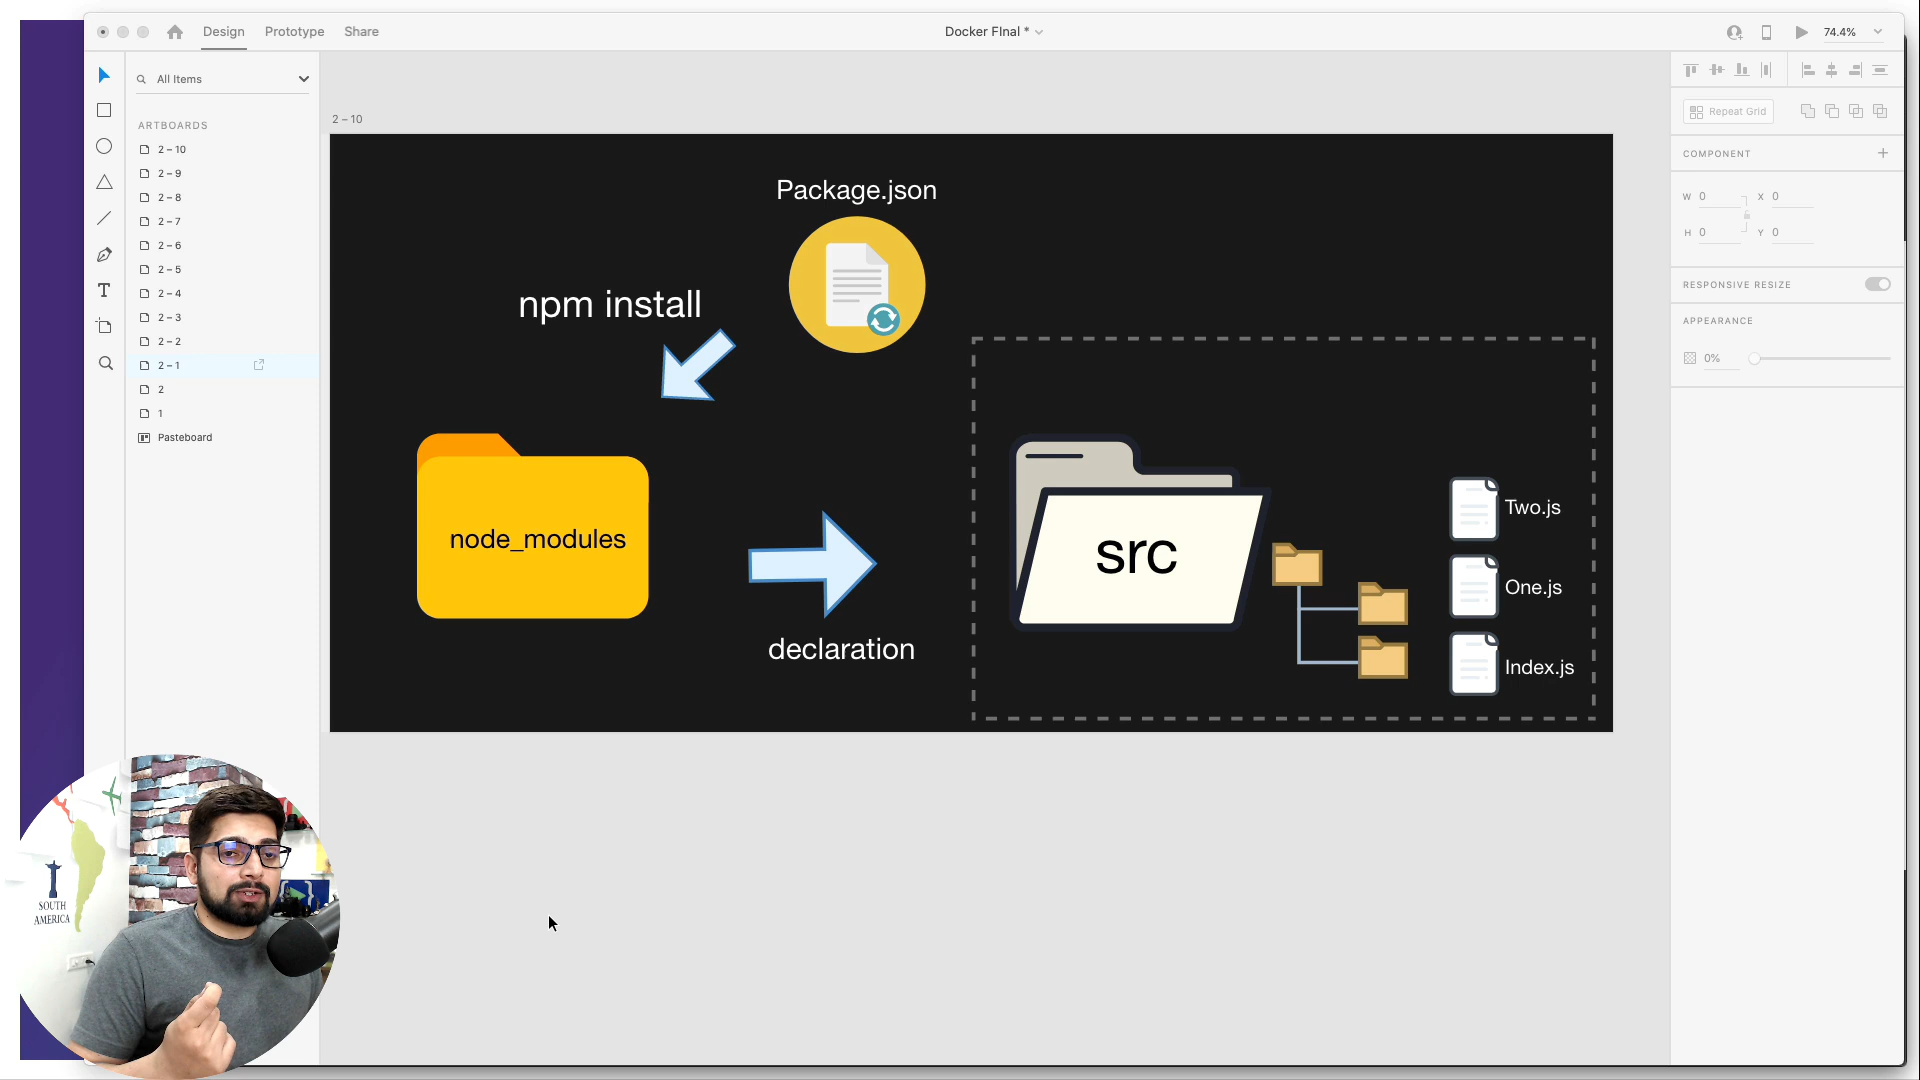 Design
Prototype
Share
Docker FInal *
74.4%
All Items
ARTBOARDS
2 – 10
2 – 9
2 – 8
2 – 7
2 – 6
2 – 5
2 – 4
2 – 3
2 – 2
2 – 1
2
1
Pasteboard
2 – 10
Package.json
npm install
node_modules
declaration
src
Two.js
One.js
Index.js
Repeat Grid
COMPONENT
W 0
X 0
H 0
Y 0
RESPONSIVE RESIZE
APPEARANCE
0%
SOUTH
AMERICA